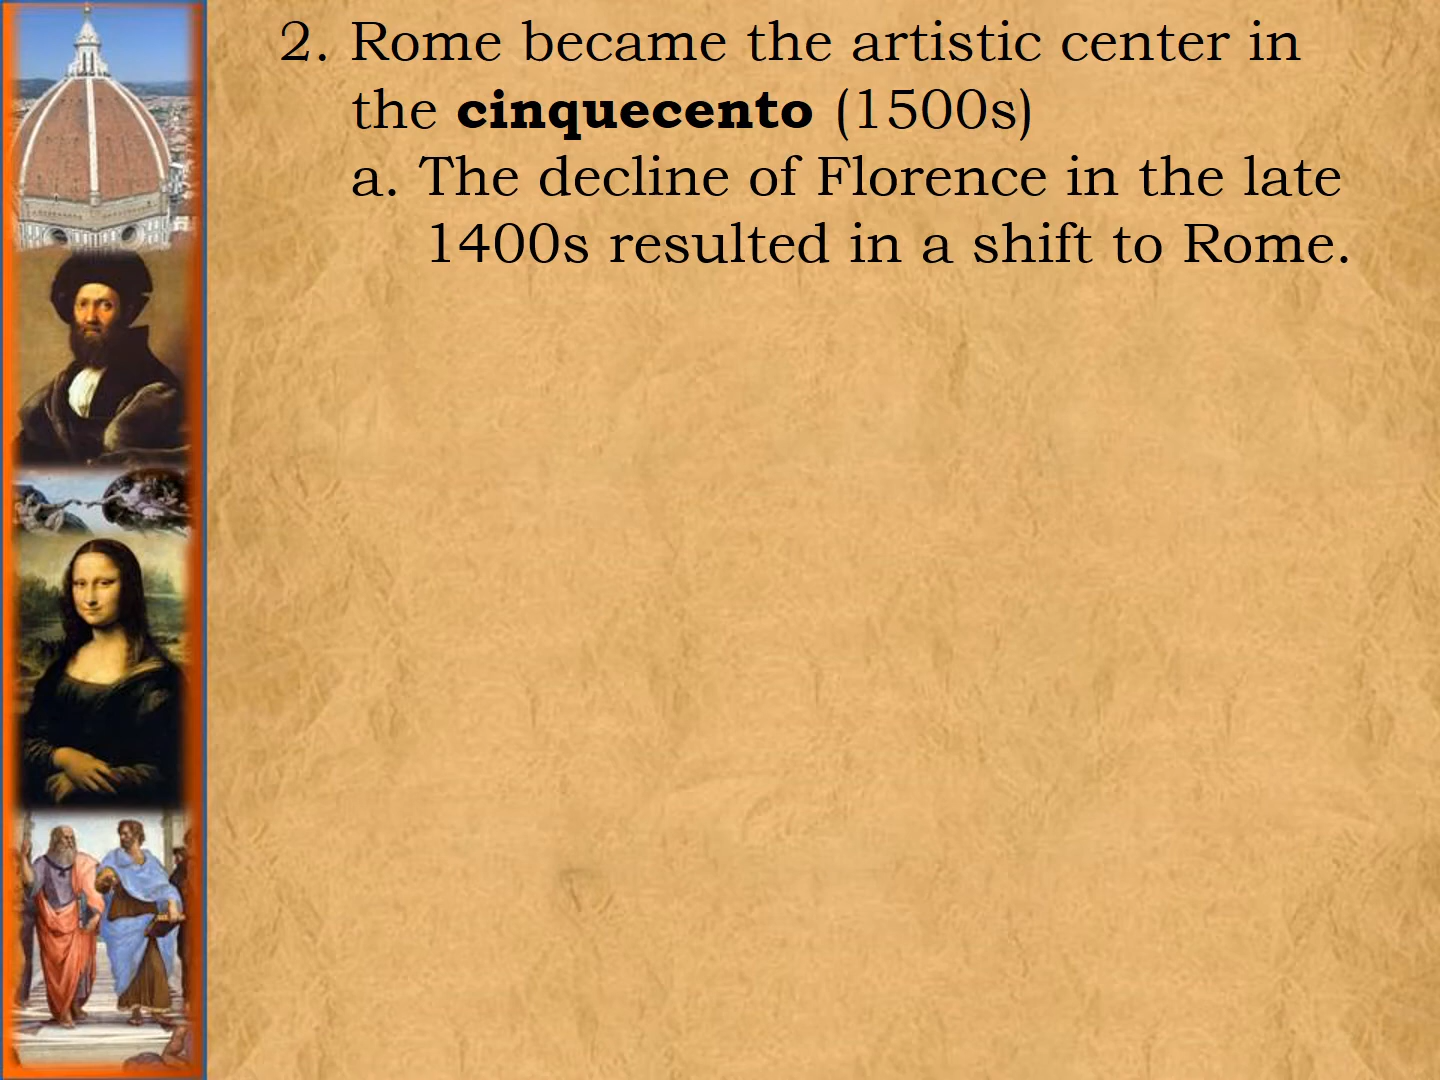 2. Rome became the artistic center in
the cinquecento (1500s)
a. The decline of Florence in the late
1400s resulted in a shift to Rome.